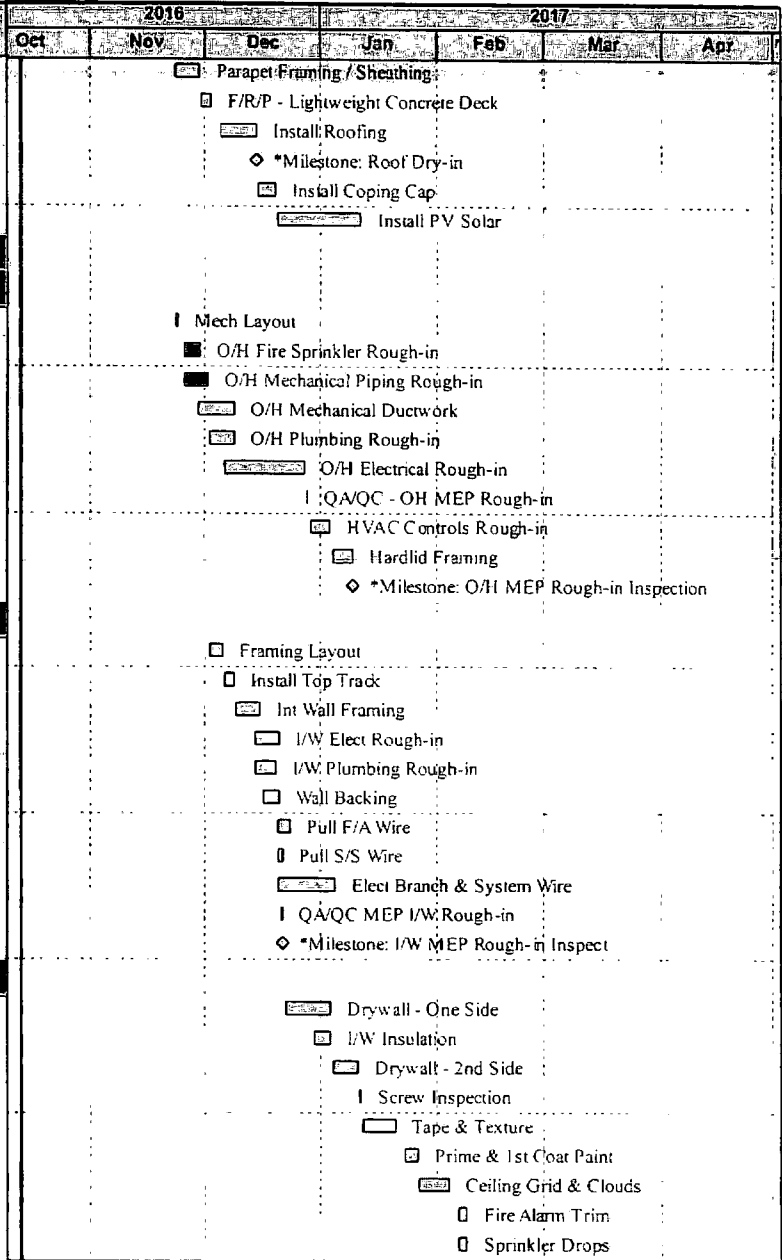 2016 2017
Oct Nov Dec Jan Feb Mar Apr
Parapet Framing / Sheathing
F/R/P - Lightweight Concrete Deck
Install Roofing
*Milestone: Roof Dry-in
Install Coping Cap
Install PV Solar
Mech Layout
O/H Fire Sprinkler Rough-in
O/H Mechanical Piping Rough-in
O/H Mechanical Ductwork
O/H Plumbing Rough-in
O/H Electrical Rough-in
QA/QC - OH MEP Rough-in
HVAC Controls Rough-in
Hardlid Framing
*Milestone: O/H MEP Rough-in Inspection
Framing Layout
Install Top Track
Int Wall Framing
I/W Elect Rough-in
I/W Plumbing Rough-in
Wall Backing
Pull F/A Wire
Pull S/S Wire
Elect Branch & System Wire
QA/QC MEP I/W Rough-in
*Milestone: I/W MEP Rough-in Inspect
Drywall - One Side
I/W Insulation
Drywall - 2nd Side
Screw Inspection
Tape & Texture
Prime & 1st Coat Paint
Ceiling Grid & Clouds
Fire Alarm Trim
Sprinkler Drops